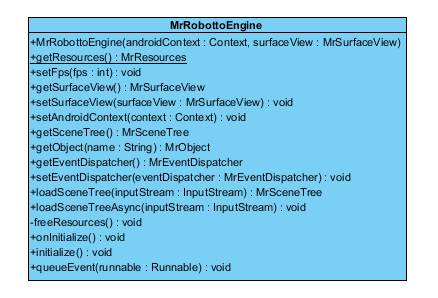 MrRobottoEngine
+MrRobottoEngine(androidContext : Context, surfaceView : MrSurfaceView)
+getResources() : MrResources
+setFps(fps : int) : void
+getSurfaceView() : MrSurfaceView
+setSurfaceView(surfaceView : MrSurfaceView) : void
+setAndroidContext(context : Context) : void
+getSceneTree() : MrSceneTree
+getObject(name : String) : MrObject
+getEventDispatcher() : MrEventDispatcher
+setEventDispatcher(eventDispatcher : MrEventDispatcher) : void
+loadSceneTree(inputStream : InputStream) : MrSceneTree
+loadSceneTreeAsync(inputStream : InputStream) : void
-freeResources() : void
+onInitialize() : void
+initialize() : void
+queueEvent(runnable : Runnable) : void